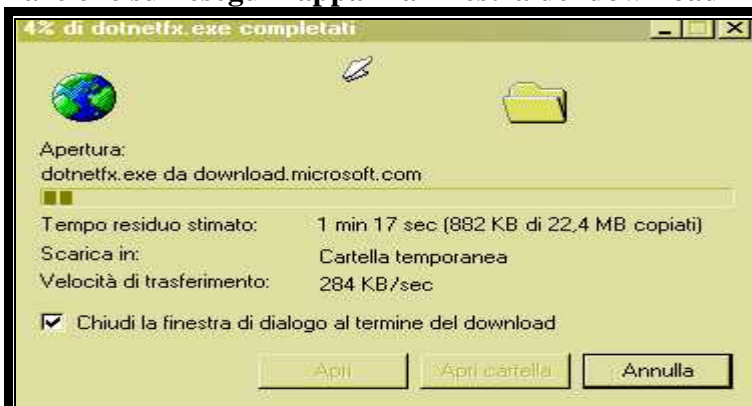 4% di dotnetfx.exe completati
Apertura:
dotnetfx.exe da download.microsoft.com
Tempo residuo stimato: 1 min 17 sec (882 KB di 22,4 MB copiati)
Scarica in: Cartella temporanea
Velocità di trasferimento: 284 KB/sec
Chiudi la finestra di dialogo al termine del download
Apri Apri cartella Annulla